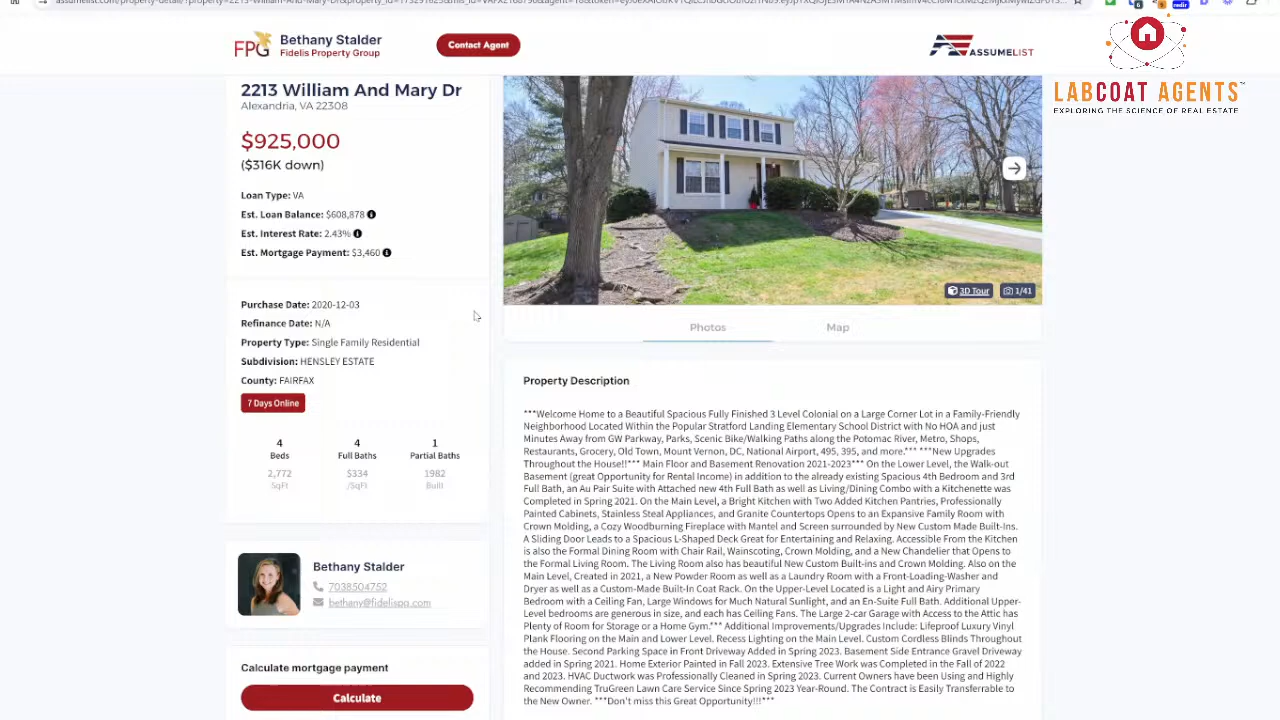 FPG
Bethany Stalder
Fidelis Property Group
Contact Agent
ASSUMELIST
LABCOAT AGENTS
EXPLORING THE SCIENCE OF REAL ESTATE
2213 William And Mary Dr
Alexandria, VA 22308
$925,000
($316K down)
Loan Type: VA
Est. Loan Balance: $608,878
Est. Interest Rate: 2.43%
Est. Mortgage Payment: $3,460
Purchase Date: 2020-12-03
Refinance Date: N/A
Property Type: Single Family Residential
Subdivision: HENSLEY ESTATE
County: FAIRFAX
7 Days Online
4 4 1
Beds Full Baths Partial Baths
2,772 $334 1982
SqFt /SqFt Built
Bethany Stalder
7038504752
bethany@fidelispg.com
Calculate mortgage payment
Calculate
3D Tour 1/41
Photos Map
Property Description
***Welcome Home to a Beautiful Spacious Fully Finished 3 Level Colonial on a Large Corner Lot in a Family-Friendly
Neighborhood Located Within the Popular Stratford Landing Elementary School District with No HOA and just
Minutes Away from GW Parkway, Parks, Scenic Bike/Walking Paths along the Potomac River, Metro, Shops,
Restaurants, Grocery, Old Town, Mount Vernon, DC, National Airport, 495, 395, and more.*** ***New Upgrades
Throughout the House!!*** Main Floor and Basement Renovation 2021-2023*** On the Lower Level, the Walk-out
Basement (great Opportunity for Rental Income) in addition to the already existing Spacious 4th Bedroom and 3rd
Full Bath, an Au Pair Suite with Attached new 4th Full Bath as well as Living/Dining Combo with a Kitchenette was
Completed in Spring 2021. On the Main Level, a Bright Kitchen with Two Added Kitchen Pantries, Professionally
Painted Cabinets, Stainless Steal Appliances, and Granite Countertops Opens to an Expansive Family Room with
Crown Molding, a Cozy Woodburning Fireplace with Mantel and Screen surrounded by New Custom Made Built-Ins.
A Sliding Door Leads to a Spacious L-Shaped Deck Great for Entertaining and Relaxing. Accessible From the Kitchen
is also the Formal Dining Room with Chair Rail, Wainscoting, Crown Molding, and a New Chandelier that Opens to
the Formal Living Room. The Living Room also has beautiful New Custom Built-ins and Crown Molding. Also on the
Main Level, Created in 2021, a New Powder Room as well as a Laundry Room with a Front-Loading-Washer and
Dryer as well as a Custom-Made Built-In Coat Rack. On the Upper-Level Located is a Light and Airy Primary
Bedroom with a Ceiling Fan, Large Windows for Much Natural Sunlight, and an En-Suite Full Bath. Additional Upper-
Level bedrooms are generous in size, and each has Ceiling Fans. The Large 2-car Garage with Access to the Attic has
Plenty of Room for Storage or a Home Gym.*** Additional Improvements/Upgrades Include: Lifeproof Luxury Vinyl
Plank Flooring on the Main and Lower Level. Recess Lighting on the Main Level. Custom Cordless Blinds Throughout
the House. Second Parking Space in Front Driveway Added in Spring 2023. Basement Side Entrance Gravel Driveway
added in Spring 2021. Home Exterior Painted in Fall 2023. Extensive Tree Work was Completed in the Fall of 2022
and 2023. HVAC Ductwork was Professionally Cleaned in Spring 2023. Current Owners have been Using and Highly
Recommending TruGreen Lawn Care Service Since Spring 2023 Year-Round. The Contract is Easily Transferrable to
the New Owner. ***Don't miss this Great Opportunity!!!***